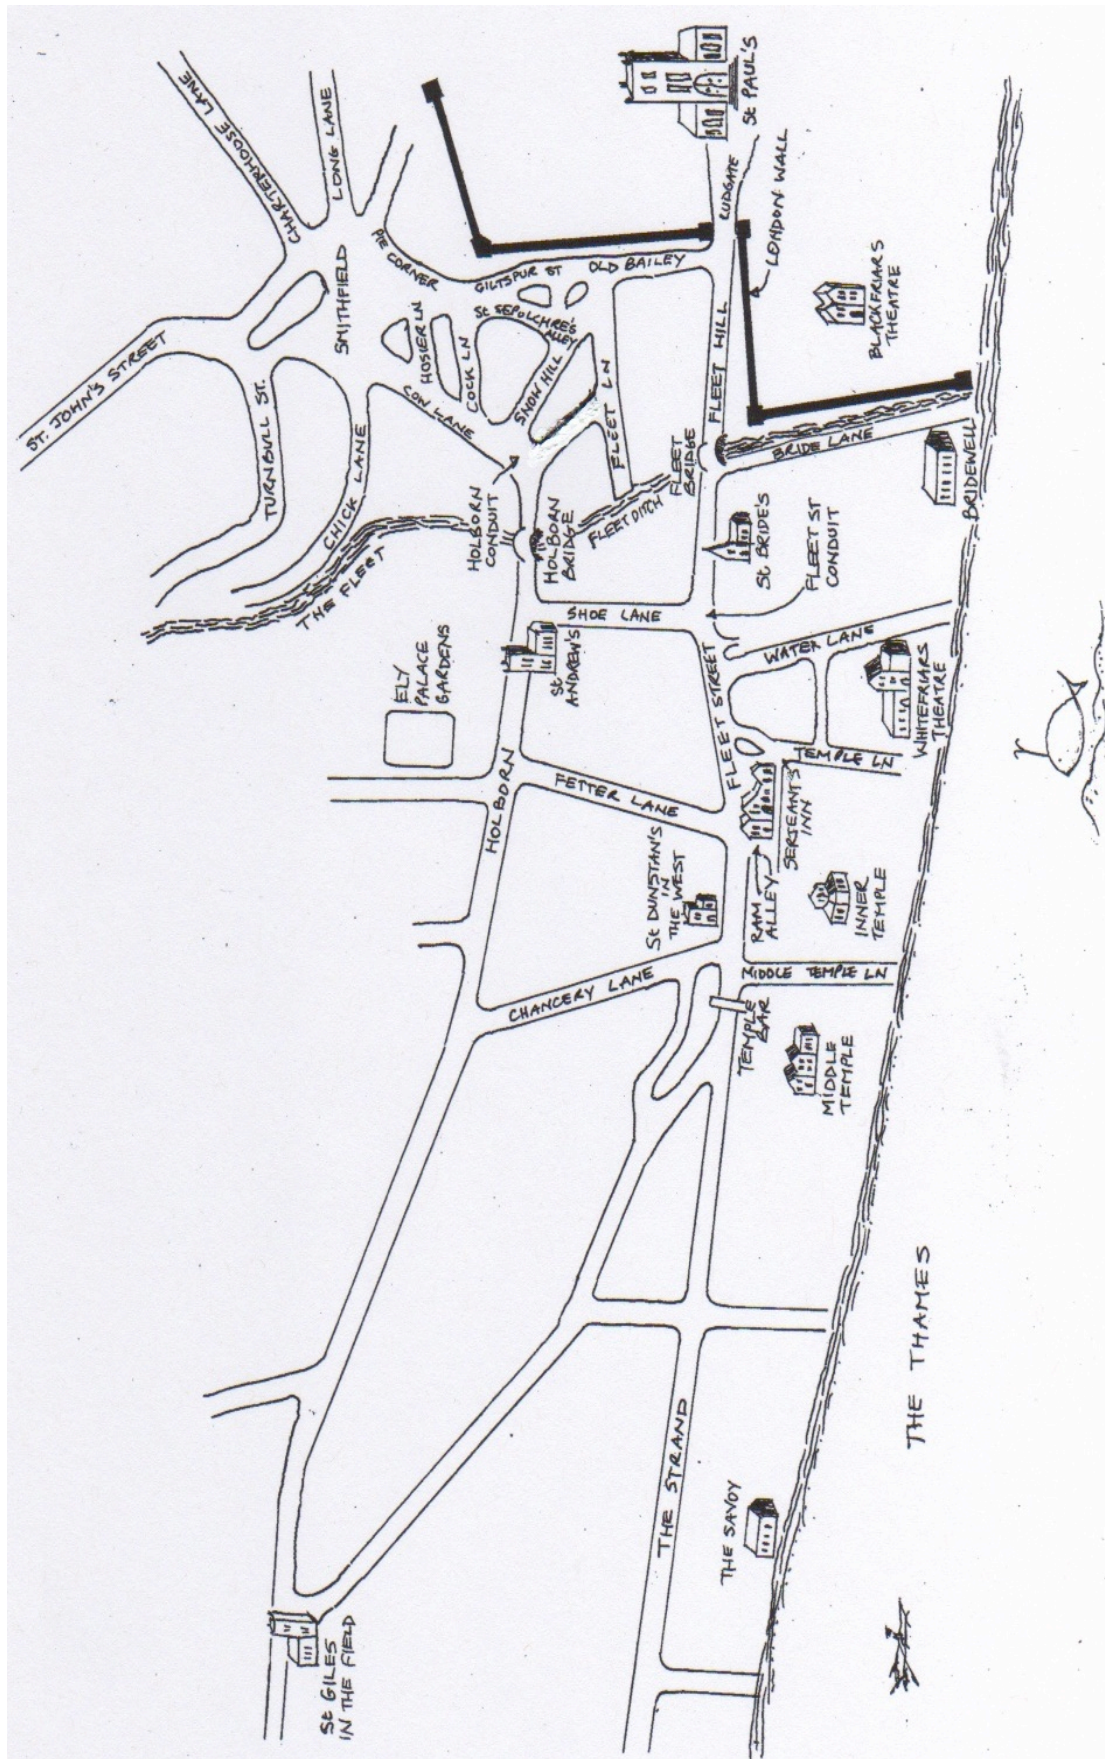 CHARTERHOUSE LANE
LONG LANE
ST. JOHN'S STREET
TURNBULL ST.
CHICK LANE
THE FLEET
SMITHFIELD
PIE CORNER
GILTSPUR ST
OLD BAILEY
HOSIER LN
COCK LN
COW LANE
St SEPULCHRE'S
ALLEY
SNOW HILL
FLEET LN
FLEET HILL
LUDGATE
St PAUL'S
LONDON WALL
BLACKFRIARS
THEATRE
HOLBORN
CONDUIT
HOLBORN
BRIDGE
FLEET DITCH
FLEET
BRIDGE
BRIDE LANE
BRIDEWELL
St BRIDE'S
FLEET ST
CONDUIT
SHOE LANE
ELY
PALACE
GARDENS
St
ANDREW'S
HOLBORN
FETTER LANE
FLEET STREET
WATER LANE
WHITEFRIARS
THEATRE
TEMPLE LN
SERJEANT'S
INN
RAM
ALLEY
St DUNSTAN'S
IN
THE WEST
INNER
TEMPLE
CHANCERY LANE
MIDDLE TEMPLE LN
TEMPLE
BAR
MIDDLE
TEMPLE
THE STRAND
THE SAVOY
THE THAMES
St GILES
IN THE FIELD